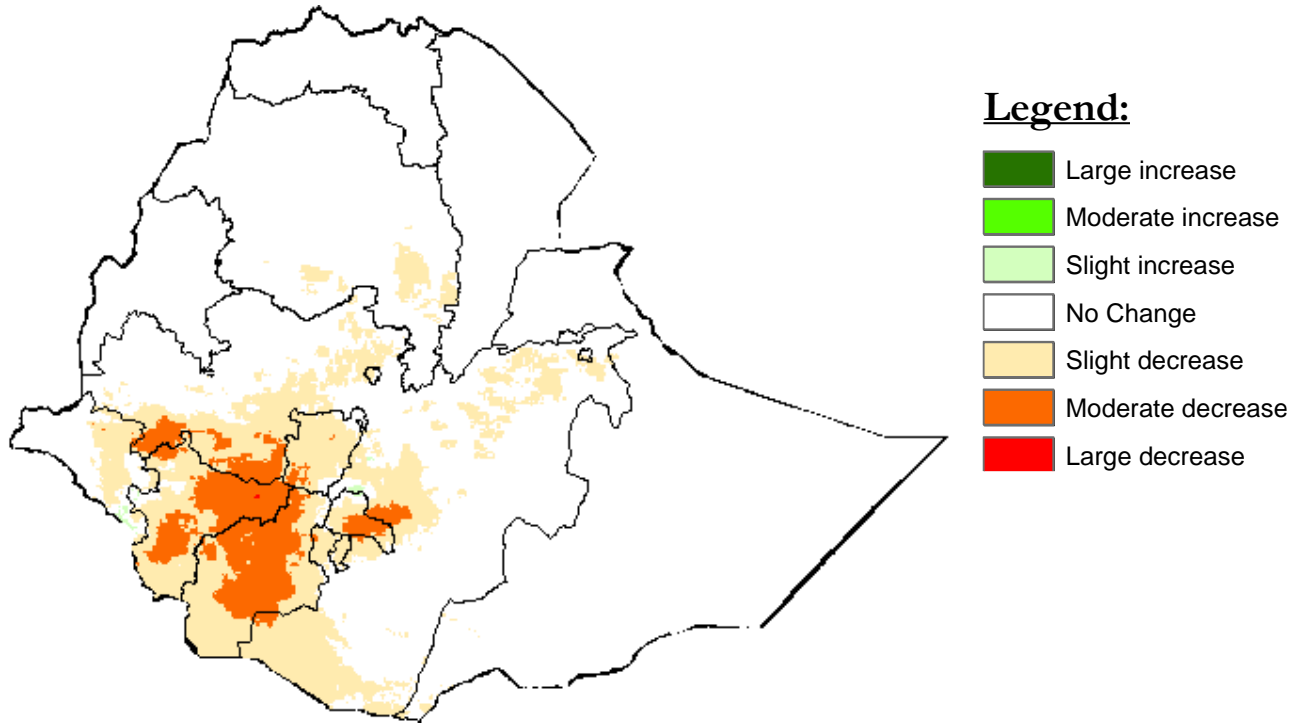 Legend:
Large increase
Moderate increase
Slight increase
No Change
Slight decrease
Moderate decrease
Large decrease